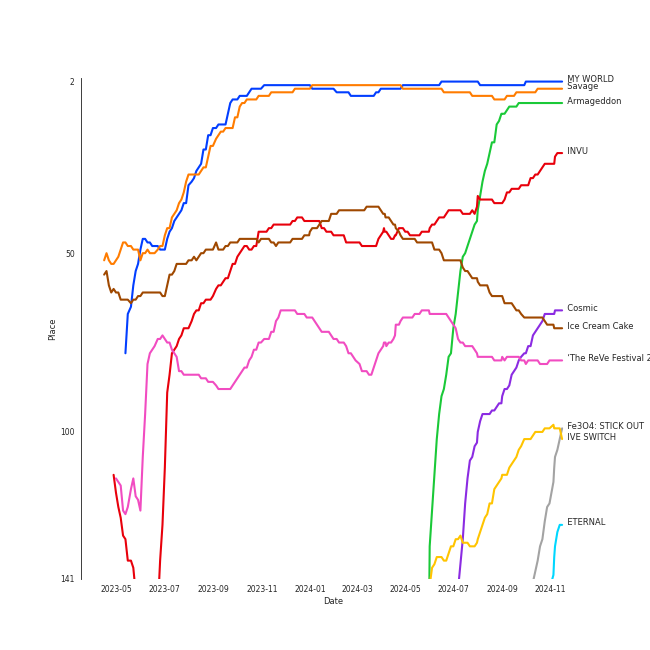 2
MY WORLD
Savage
Armageddon
INVU
50
Place
Cosmic
Ice Cream Cake
'The ReVe Festival 2
100
Fe3O4: STICK OUT
IVE SWITCH
ETERNAL
141
2023-05 2023-07 2023-09 2023-11 2024-01 2024-03 2024-05 2024-07 2024-09 2024-11
Date